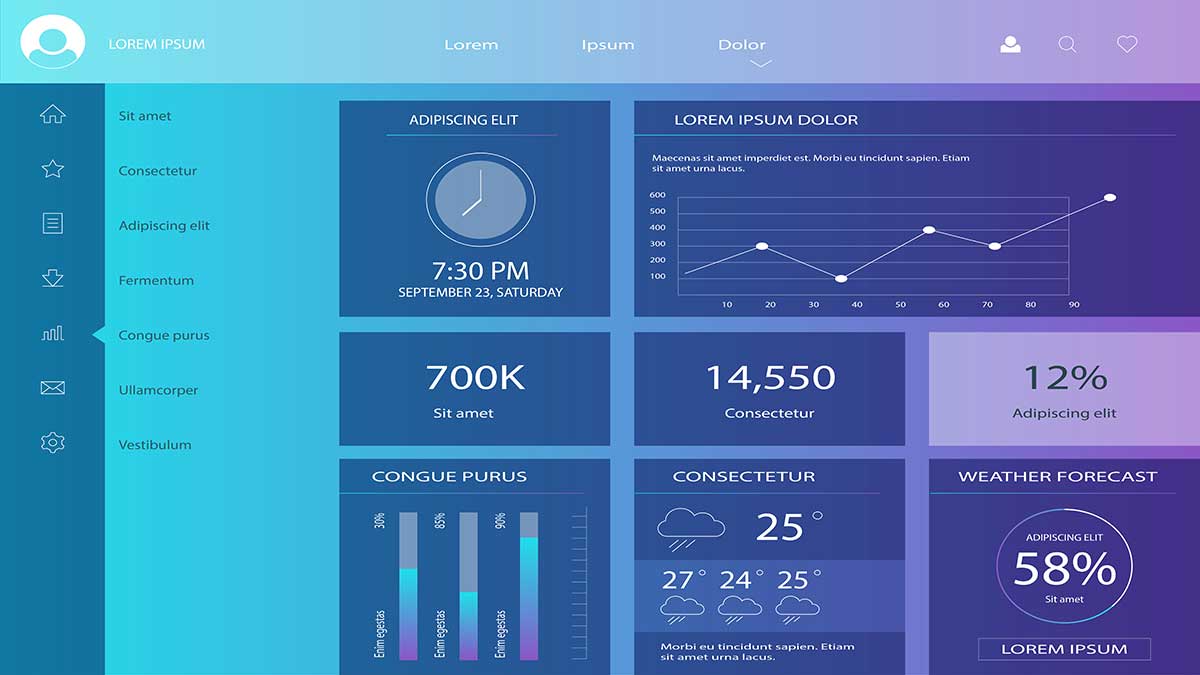 LOREM IPSUM
Lorem
Ipsum
Dolor
Sit amet
Consectetur
Adipiscing elit
Fermentum
Congue purus
Ullamcorper
Vestibulum
ADIPISCING ELIT
7:30 PM
SEPTEMBER 23, SATURDAY
LOREM IPSUM DOLOR
Maecenas sit amet imperdiet est. Morbi eu tincidunt sapien. Etiam
sit amet urna lacus.
600
500
400
300
200
100
10 20 30 40 50 60 70 80 90
700K
Sit amet
14,550
Consectetur
12%
Adipiscing elit
CONGUE PURUS
30%
Enim egestas
85%
Enim egestas
90%
Enim egestas
CONSECTETUR
25°
27° 24° 25°
Morbi eu tincidunt sapien. Etiam
sit amet urna lacus.
WEATHER FORECAST
ADIPISCING ELIT
58%
Sit amet
LOREM IPSUM